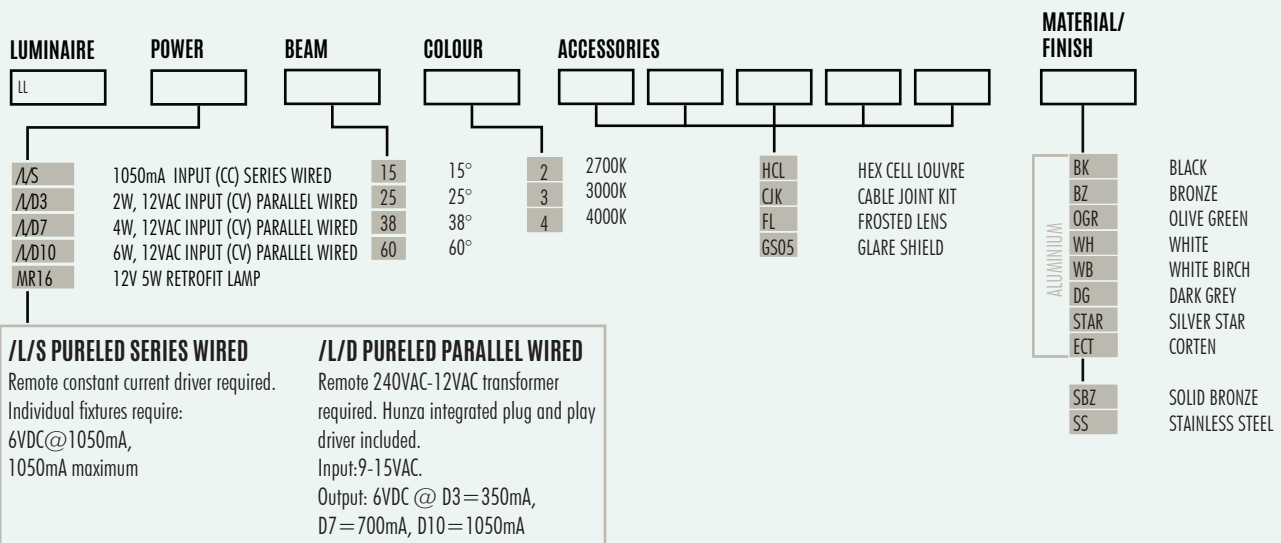 MATERIAL/
FINISH
LUMINAIRE POWER BEAM COLOUR ACCESSORIES
LL
/L/S 1050mA INPUT (CC) SERIES WIRED
/L/D3 2W, 12VAC INPUT (CV) PARALLEL WIRED
/L/D7 4W, 12VAC INPUT (CV) PARALLEL WIRED
/L/D10 6W, 12VAC INPUT (CV) PARALLEL WIRED
MR16 12V 5W RETROFIT LAMP
15 15°
25 25°
38 38°
60 60°
2 2700K
3 3000K
4 4000K
HCL HEX CELL LOUVRE
CJK CABLE JOINT KIT
FL FROSTED LENS
GS05 GLARE SHIELD
ALUMINIUM
BK BLACK
BZ BRONZE
OGR OLIVE GREEN
WH WHITE
WB WHITE BIRCH
DG DARK GREY
STAR SILVER STAR
ECT CORTEN
SBZ SOLID BRONZE
SS STAINLESS STEEL
/L/S PURELED SERIES WIRED
Remote constant current driver required.
Individual fixtures require:
6VDC@1050mA,
1050mA maximum
/L/D PURELED PARALLEL WIRED
Remote 240VAC-12VAC transformer
required. Hunza integrated plug and play
driver included.
Input:9-15VAC.
Output: 6VDC @ D3=350mA,
D7=700mA, D10=1050mA